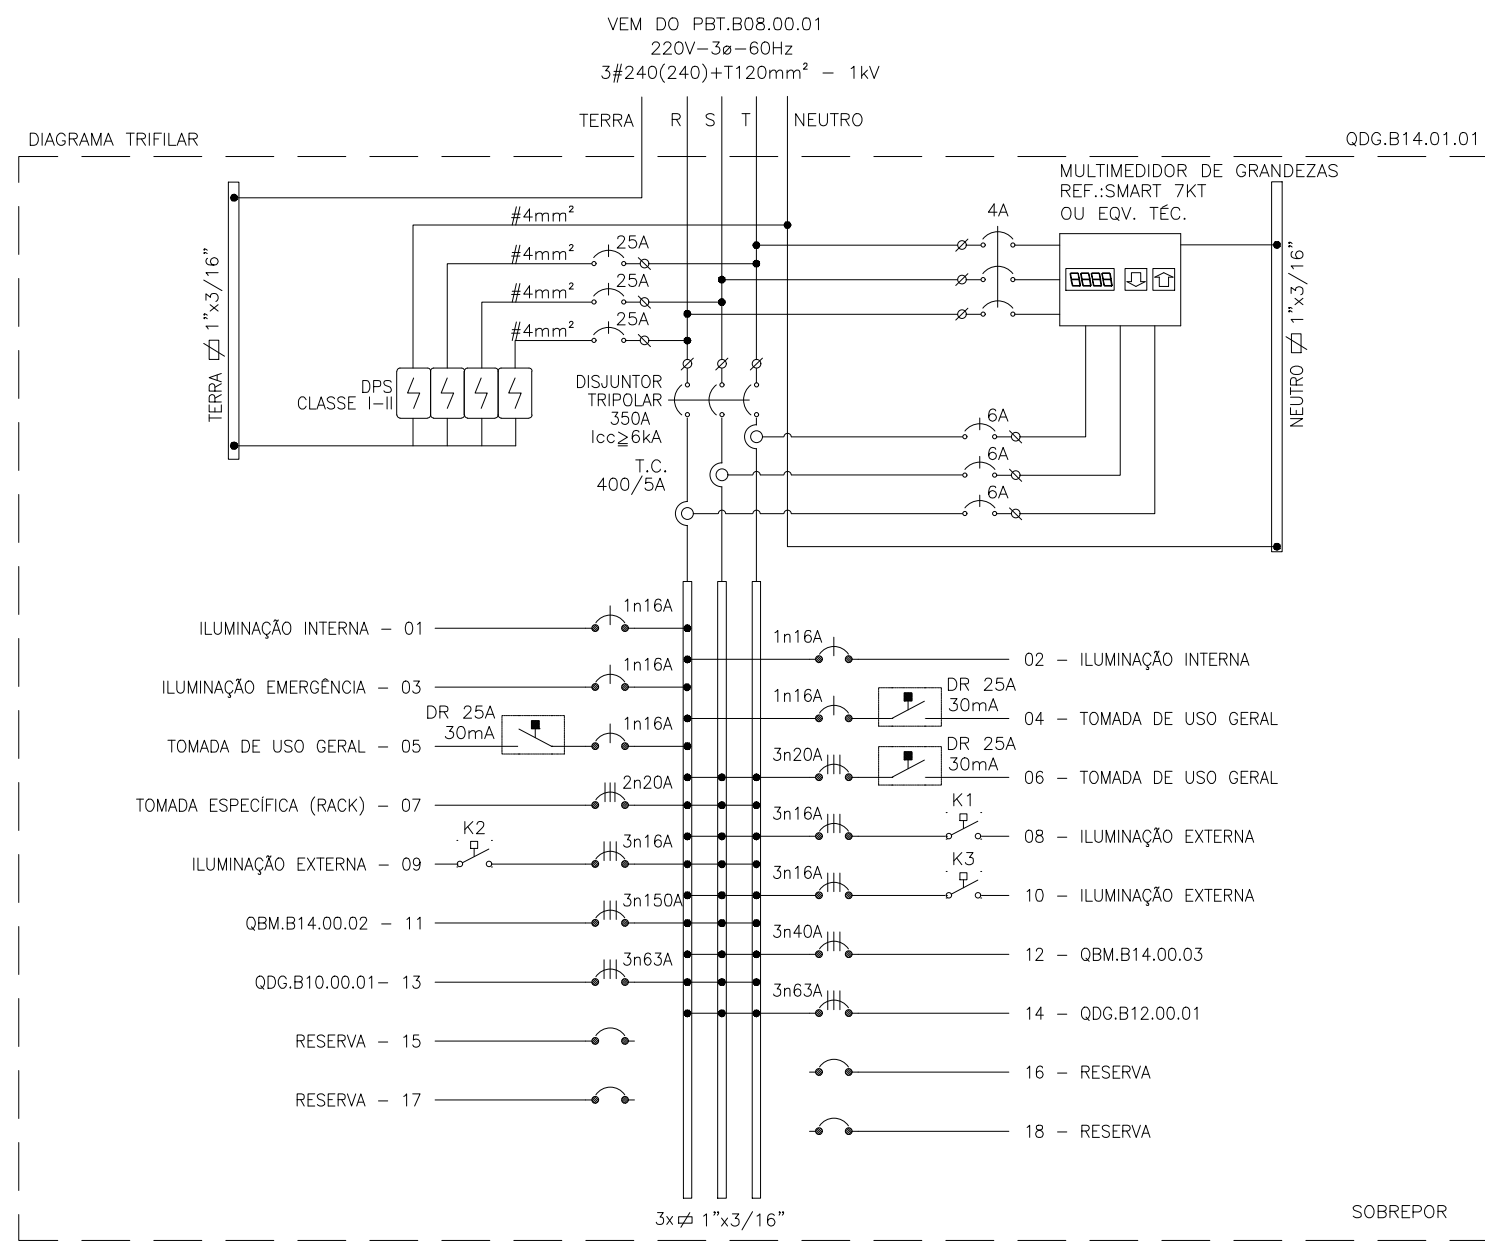 VEM DO PBT.B08.00.01
220V-3ø-60Hz
3#240(240)+T120mm² - 1kV
TERRA R S T NEUTRO
DIAGRAMA TRIFILAR
QDG.B14.01.01
MULTIMEDIDOR DE GRANDEZAS
REF.:SMART 7KT
OU EQV. TÉC.
4A
#4mm²
#4mm² 25A
#4mm² 25A
#4mm² 25A
TERRA 1"x3/16"
NEUTRO 1"x3/16"
8888
DPS
CLASSE I-II
DISJUNTOR
TRIPOLAR
350A
Icc≥6kA
T.C.
400/5A
6A
6A
6A
1n16A
ILUMINAÇÃO INTERNA - 01
1n16A
02 - ILUMINAÇÃO INTERNA
1n16A
ILUMINAÇÃO EMERGÊNCIA - 03
1n16A
DR 25A
30mA
04 - TOMADA DE USO GERAL
DR 25A
30mA
1n16A
TOMADA DE USO GERAL - 05
3n20A
DR 25A
30mA
06 - TOMADA DE USO GERAL
2n20A
TOMADA ESPECÍFICA (RACK) - 07
3n16A
K1
08 - ILUMINAÇÃO EXTERNA
K2
3n16A
ILUMINAÇÃO EXTERNA - 09
3n16A
K3
10 - ILUMINAÇÃO EXTERNA
3n150A
QBM.B14.00.02 - 11
3n40A
12 - QBM.B14.00.03
3n63A
QDG.B10.00.01- 13
3n63A
14 - QDG.B12.00.01
RESERVA - 15
16 - RESERVA
RESERVA - 17
18 - RESERVA
3x 1"x3/16"
SOBREPOR